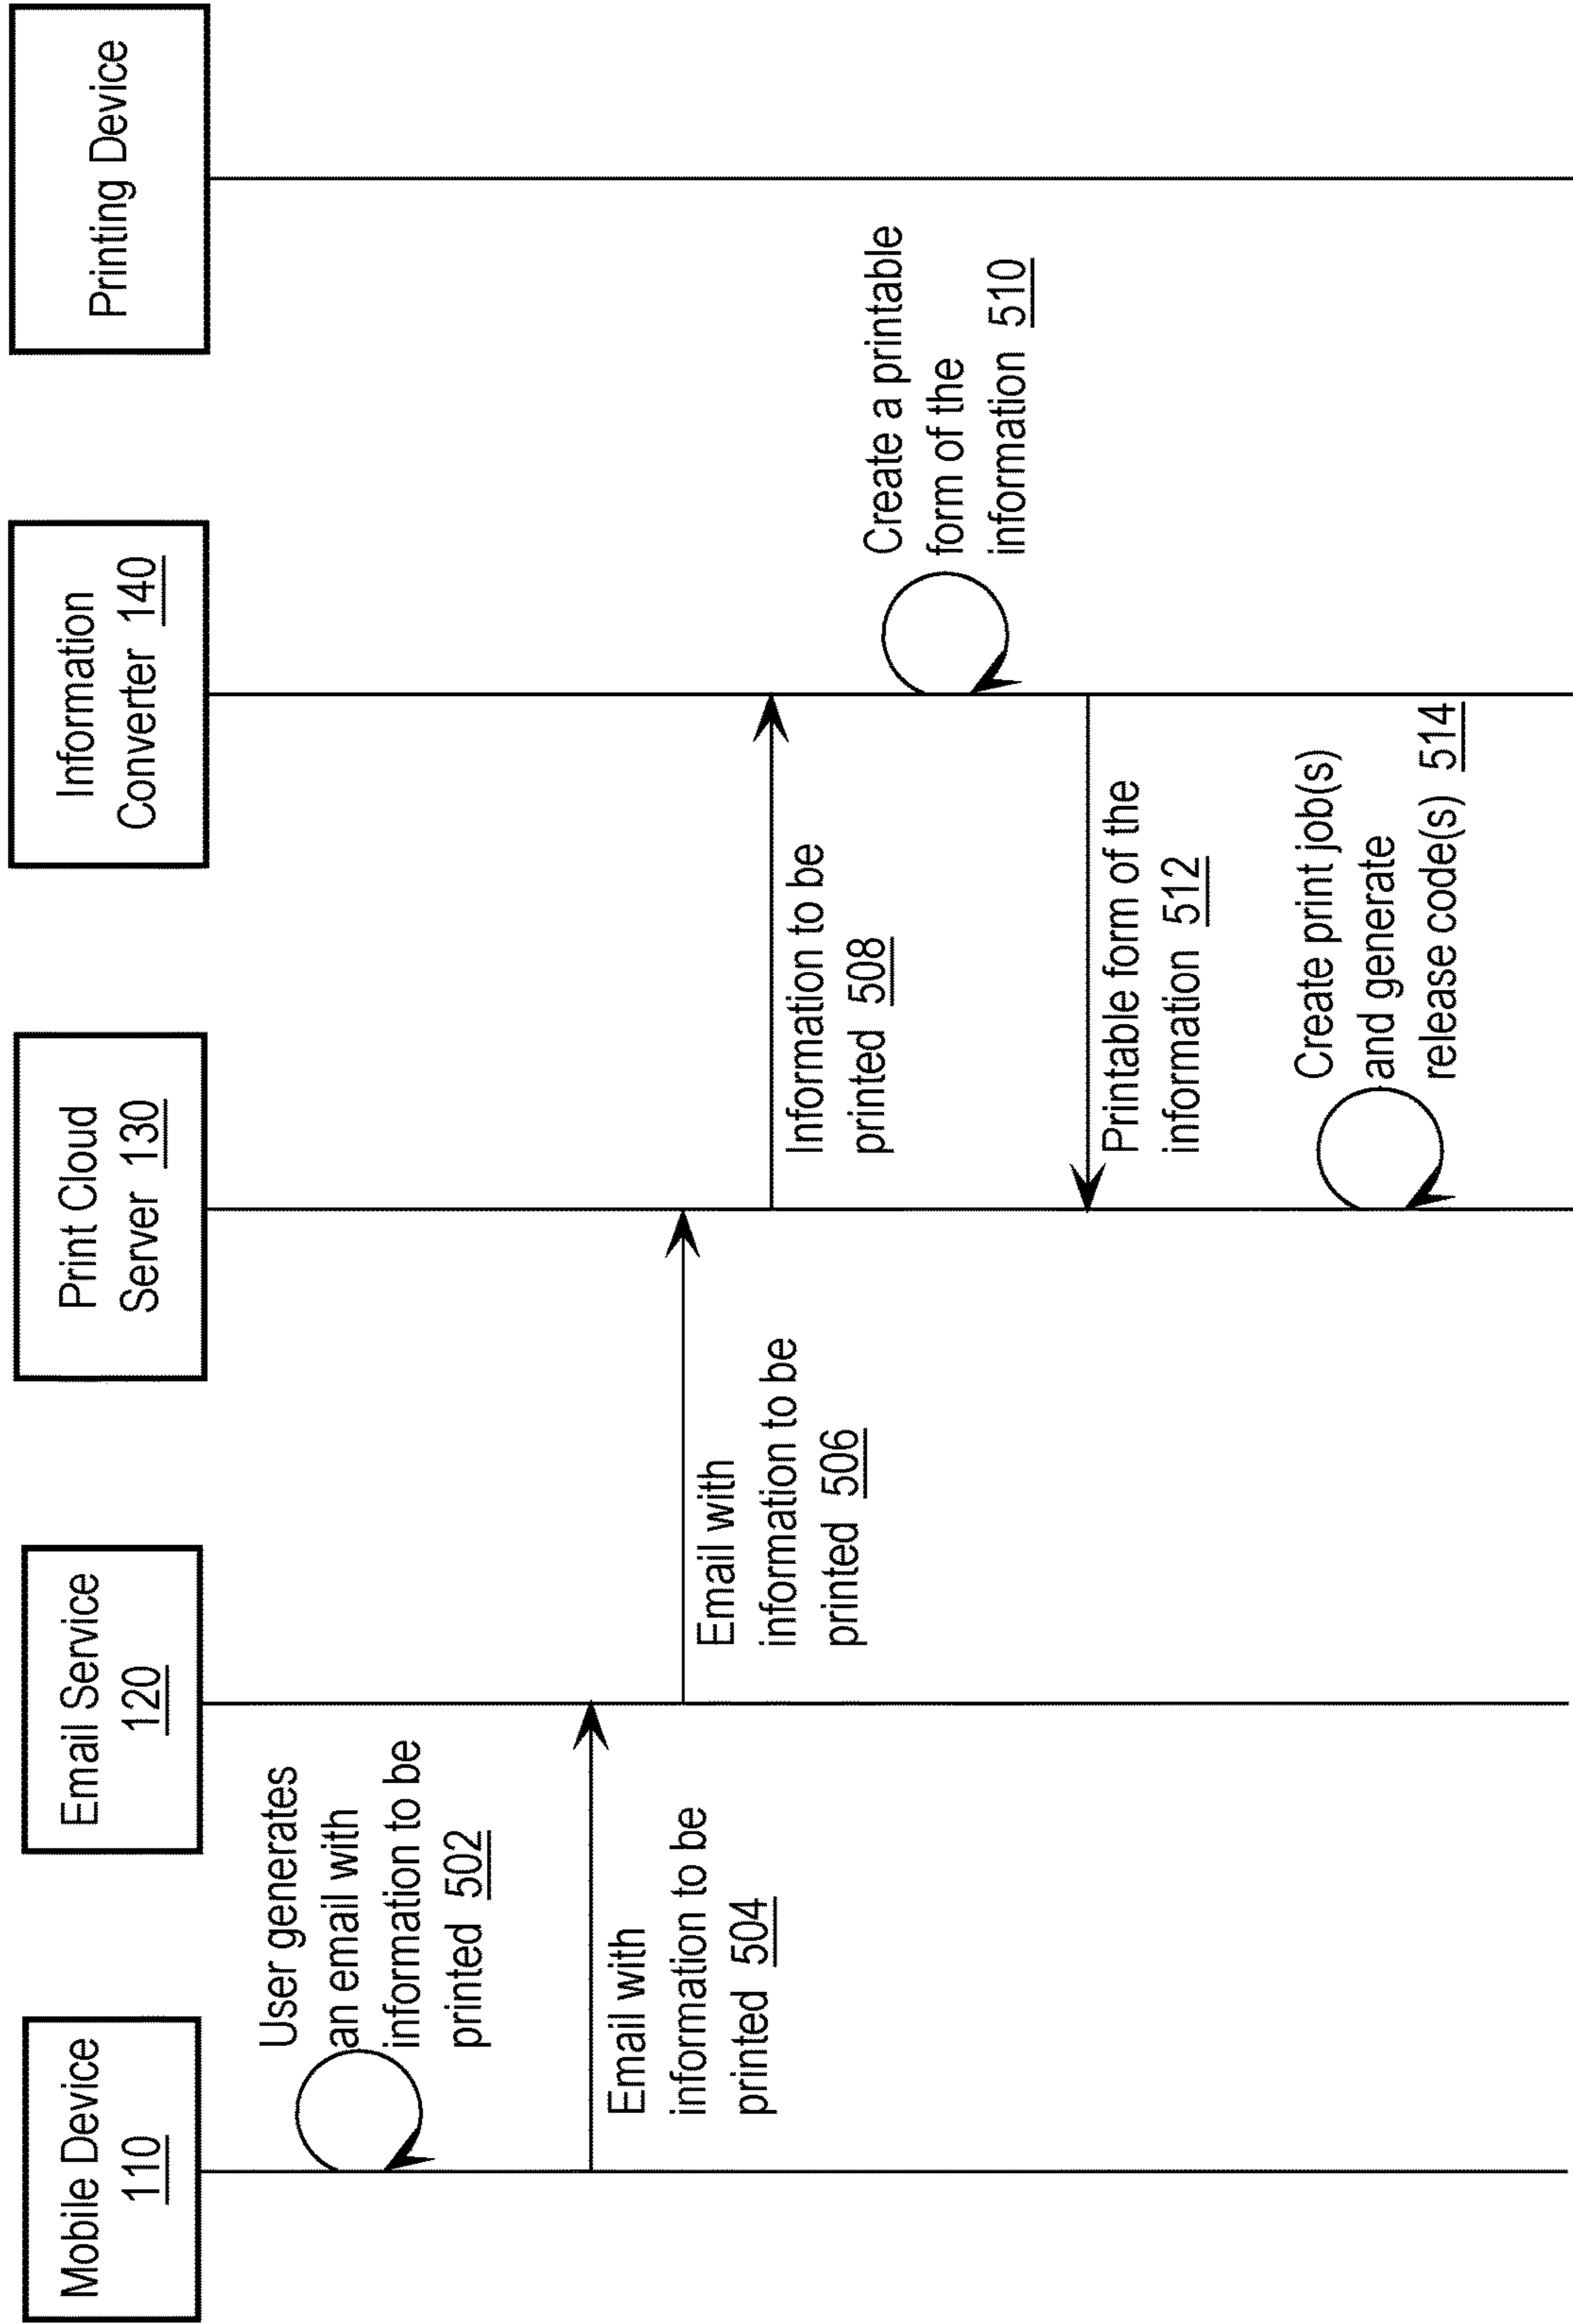 Mobile Device
110
Email Service
120
Print Cloud
Server 130
Information
Converter 140
Printing Device
User generates
an email with
information to be
printed 502
Email with
information to be
printed 504
Email with
information to be
printed 506
Information to be
printed 508
Create a printable
form of the
information 510
Printable form of the
information 512
Create print job(s)
and generate
release code(s) 514